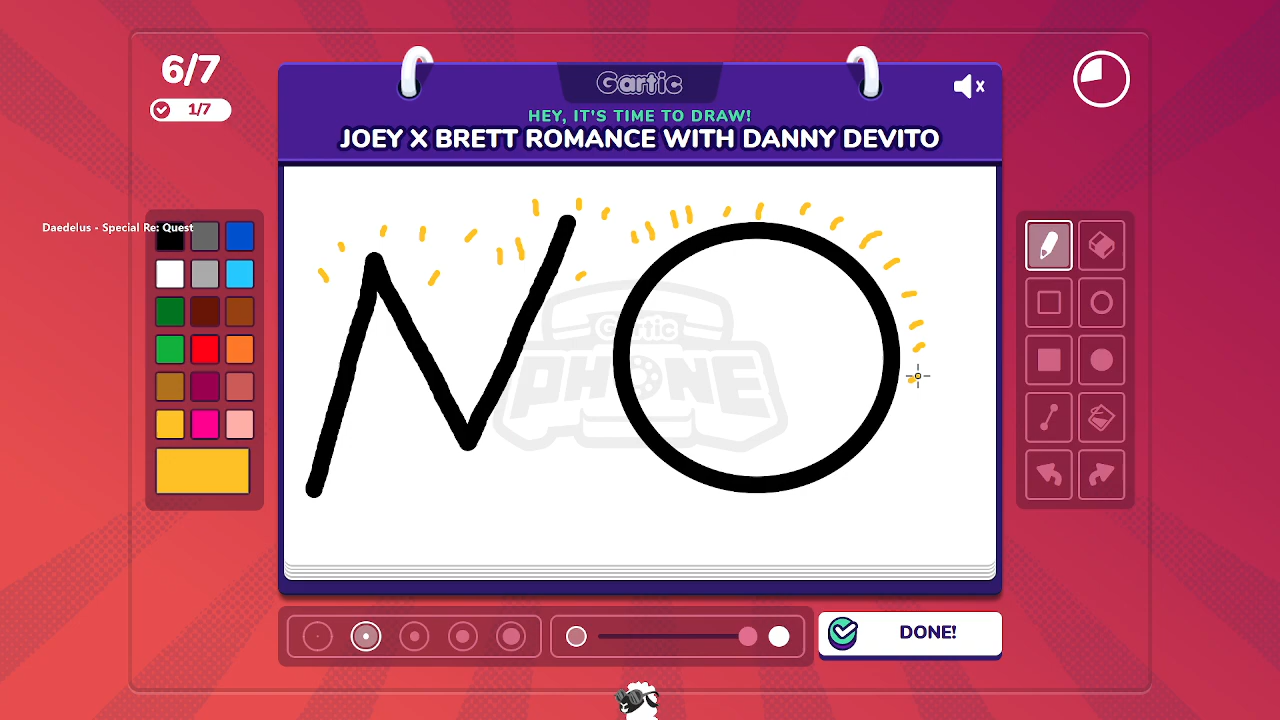 6/7
1/7
Gartic
HEY, IT'S TIME TO DRAW!
JOEY X BRETT ROMANCE WITH DANNY DEVITO
Daedelus - Special Re: Quest
NO
Gartic
PHONE
DONE!